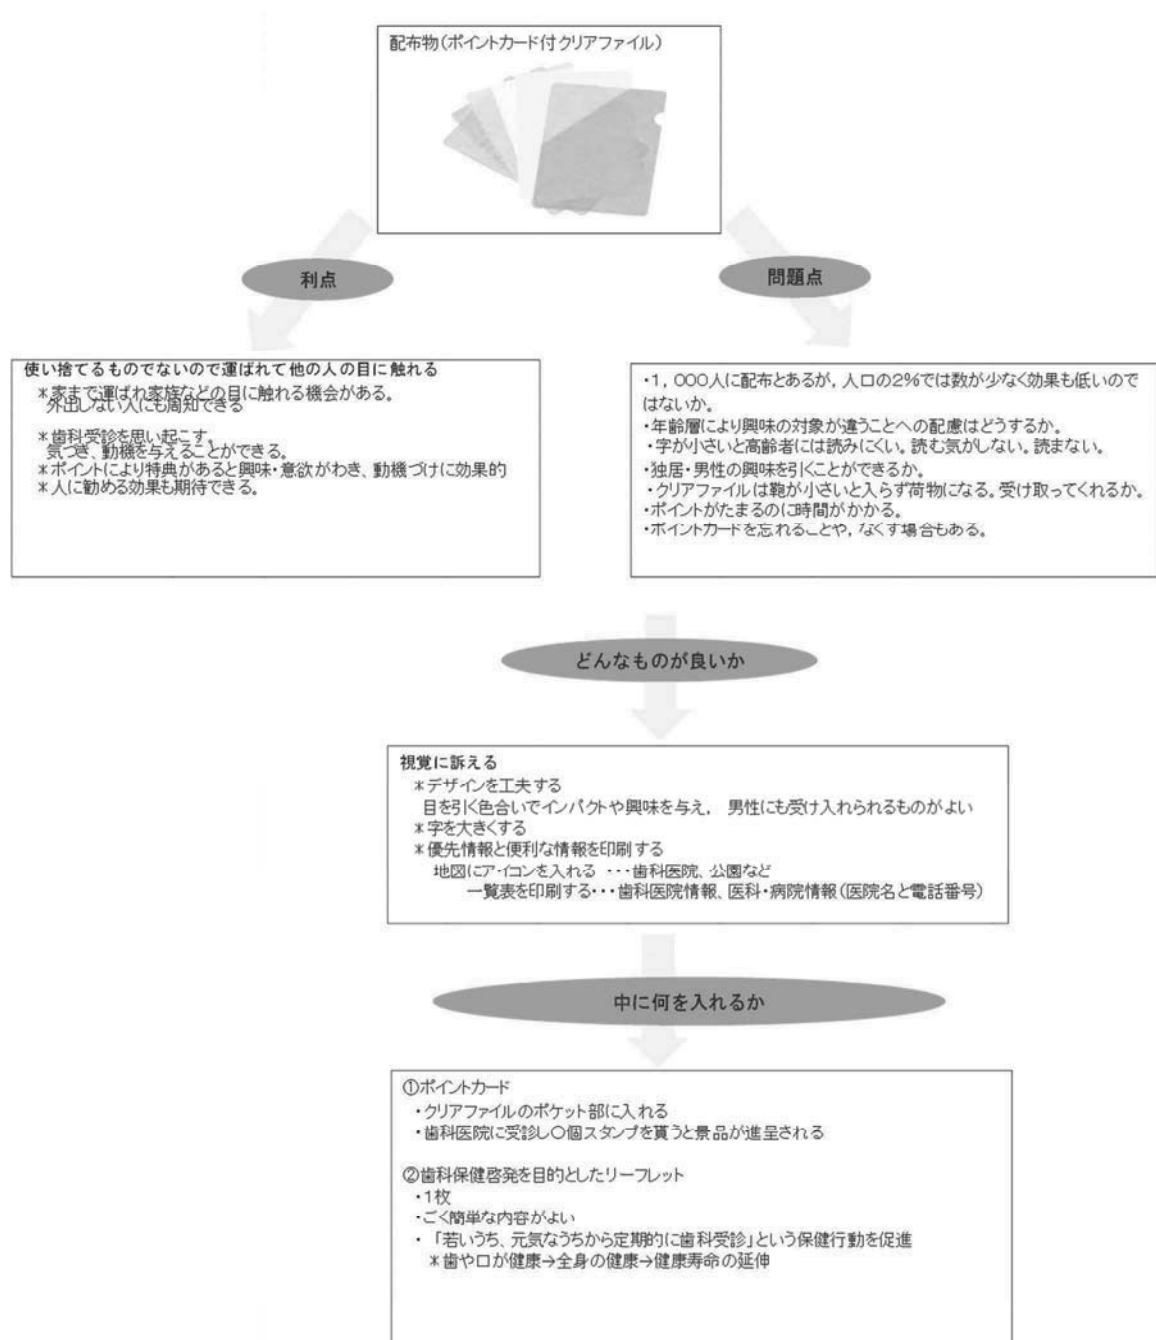 配布物(ポイントカード付クリアファイル)
利点
問題点
使い捨てるものでないので運ばれて他の人の目に触れる
＊家まで運ばれ家族などの目に触れる機会がある。
外出しない人にも周知できる
＊歯科受診を思い起こす。
気づき、動機を与えることができる。
＊ポイントにより特典があると興味・意欲がわき、動機づけに効果的
＊人に勧める効果も期待できる。
・1，000人に配布とあるが，人口の2％では数が少なく効果も低いので
はないか。
・年齢層により興味の対象が違うことへの配慮はどうするか。
・字が小さいと高齢者には読みにくい。読む気がしない。読まない。
・独居・男性の興味を引くことができるか。
・クリアファイルは鞄が小さいと入らず荷物になる。受け取ってくれるか。
・ポイントがたまるのに時間がかかる。
・ポイントカードを忘れることや，なくす場合もある。
どんなものが良いか
視覚に訴える
＊デザインを工夫する
目を引く色合いでインパクトや興味を与え，　男性にも受け入れられるものがよい
＊字を大きくする
＊優先情報と便利な情報を印刷する
地図にアイコンを入れる ・・・歯科医院、公園など
一覧表を印刷する・・・歯科医院情報、医科・病院情報(医院名と電話番号)
中に何を入れるか
①ポイントカード
・クリアファイルのポケット部に入れる
・歯科医院に受診し〇個スタンプを貰うと景品が進呈される
②歯科保健啓発を目的としたリーフレット
・1枚
・ごく簡単な内容がよい
・「若いうち、元気なうちから定期的に歯科受診」という保健行動を促進
＊歯や口が健康→全身の健康→健康寿命の延伸